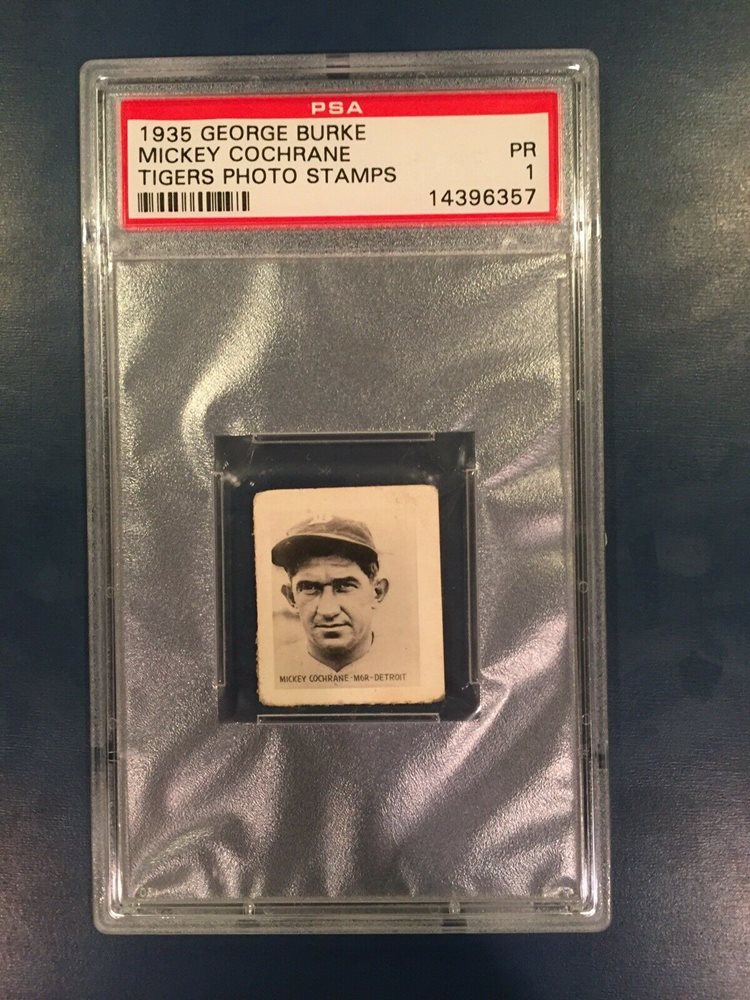 PSA
1935 GEORGE BURKE
MICKEY COCHRANE PR
TIGERS PHOTO STAMPS 1
14396357
MICKEY COCHRANE-MGR-DETROIT